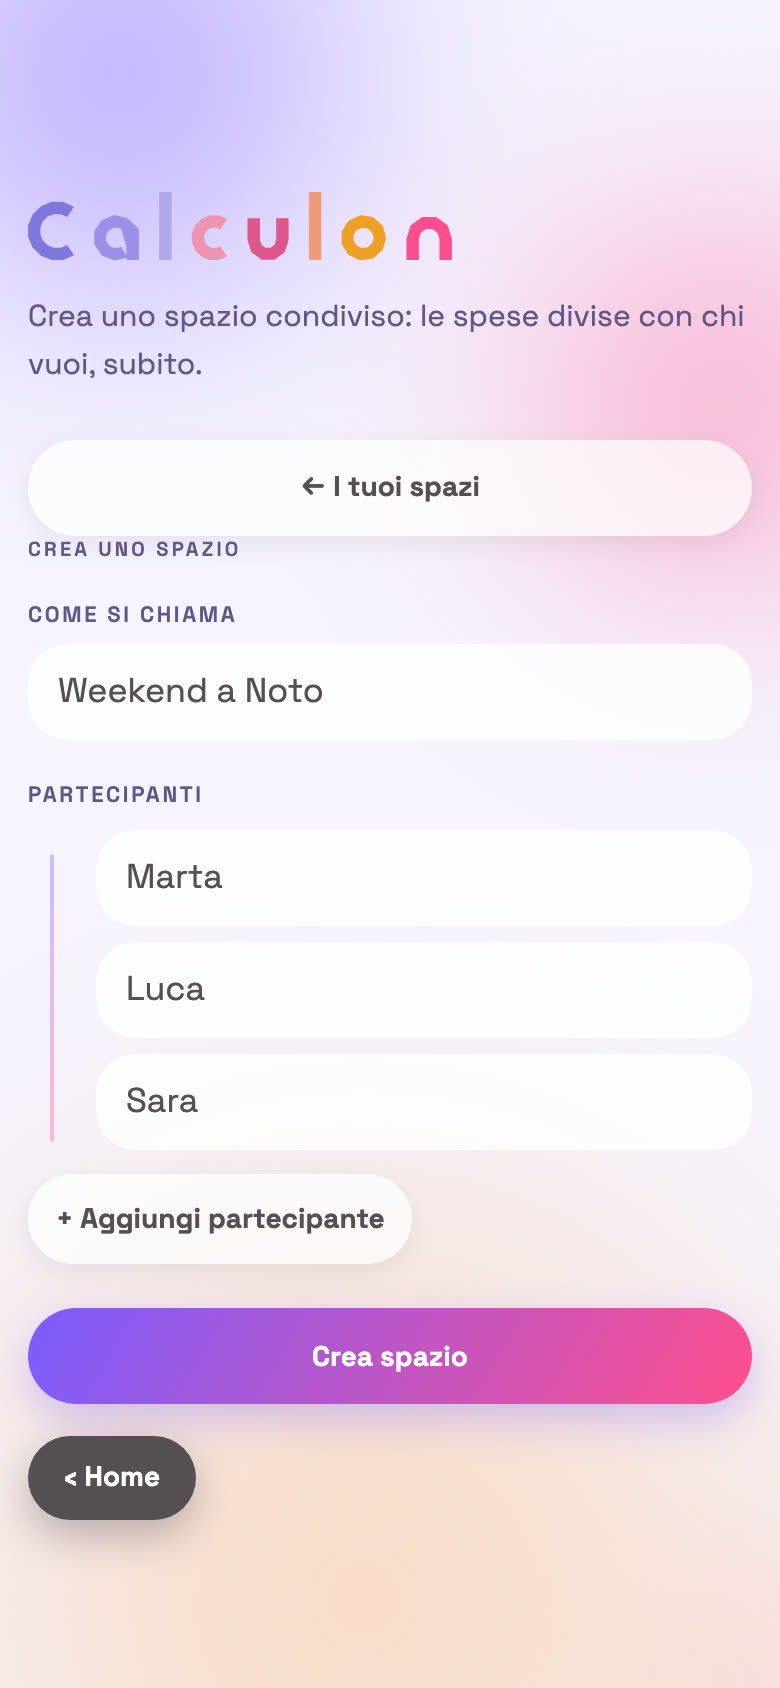 Calculon
Crea uno spazio condiviso: le spese divise con chi
vuoi, subito.
← I tuoi spazi
CREA UNO SPAZIO
COME SI CHIAMA
Weekend a Noto
PARTECIPANTI
Marta
Luca
Sara
+ Aggiungi partecipante
Crea spazio
< Home